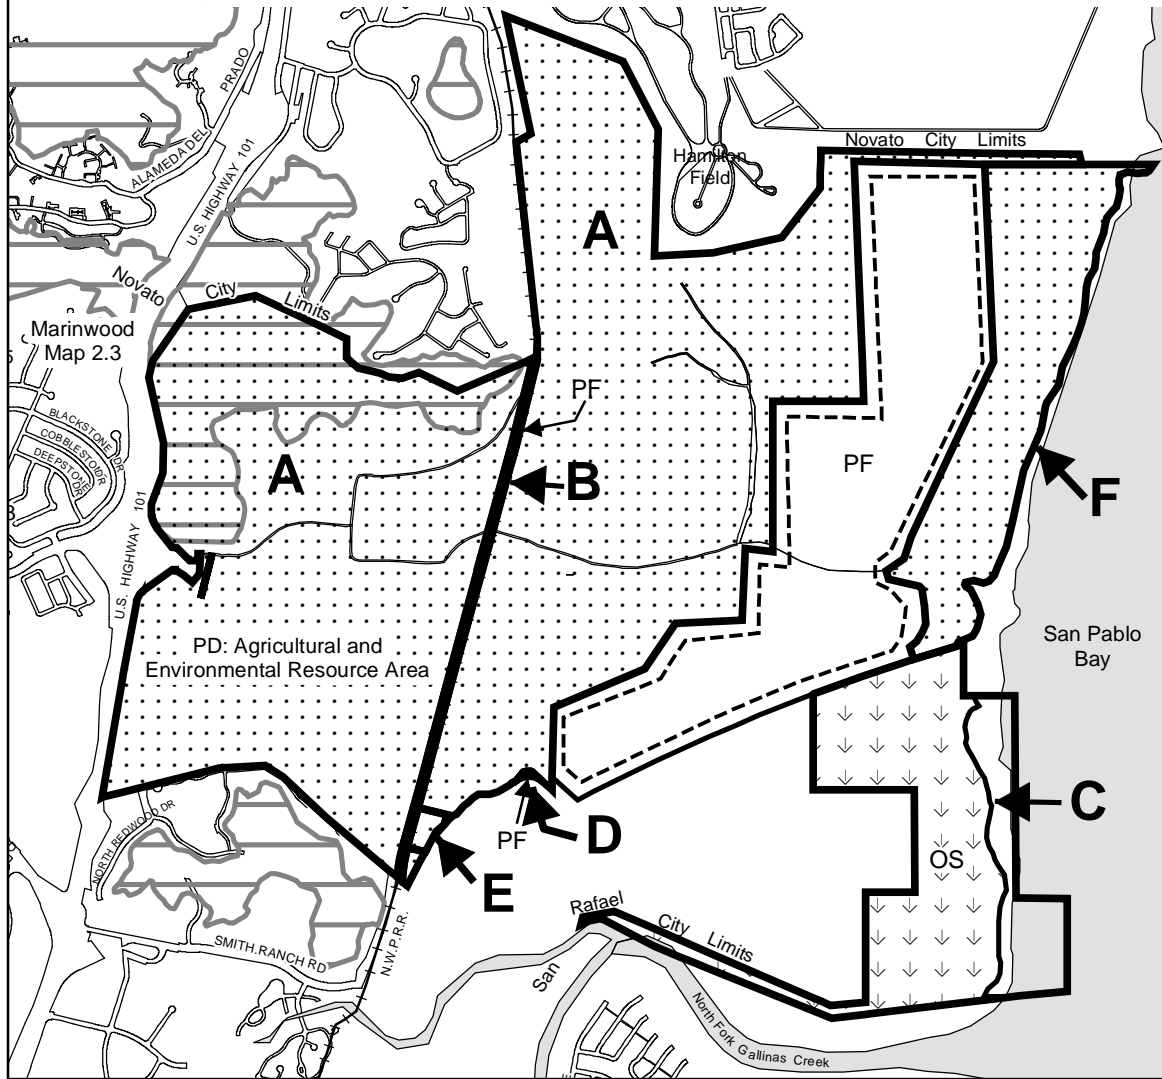 PRADO
ALAMEDA DEL
U.S. HIGHWAY 101
Novato City Limits
Hamilton
Field
A
Novato City Limits
Marinwood
Map 2.3
5
PF
BLACKSTONE DR
COBBLESTONE DR
DEEPSTONE DR
A
B
PF
F
3
U.S. HIGHWAY 101
PD: Agricultural and
Environmental Resource Area
San Pablo
Bay
C
NORTH REDWOOD DR
PF
D
OS
E
San Rafael City Limits
SMITH RANCH RD
N.W.P.R.R.
North Fork Gallinas Creek